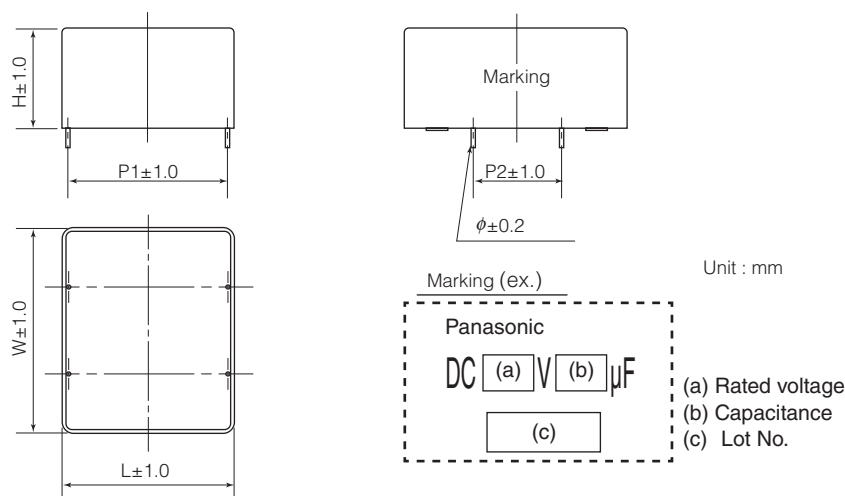 H±1.0
P1±1.0
Marking
P2±1.0
ϕ±0.2
W±1.0
L±1.0
Unit : mm
Marking (ex.)
Panasonic
DC (a) V (b) µF
(c)
(a) Rated voltage
(b) Capacitance
(c) Lot No.